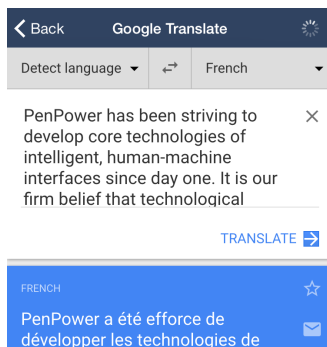 Back Google Translate
Detect language French
PenPower has been striving to
develop core technologies of
intelligent, human-machine
interfaces since day one. It is our
firm belief that technological
TRANSLATE
FRENCH
PenPower a été efforce de
développer les technologies de